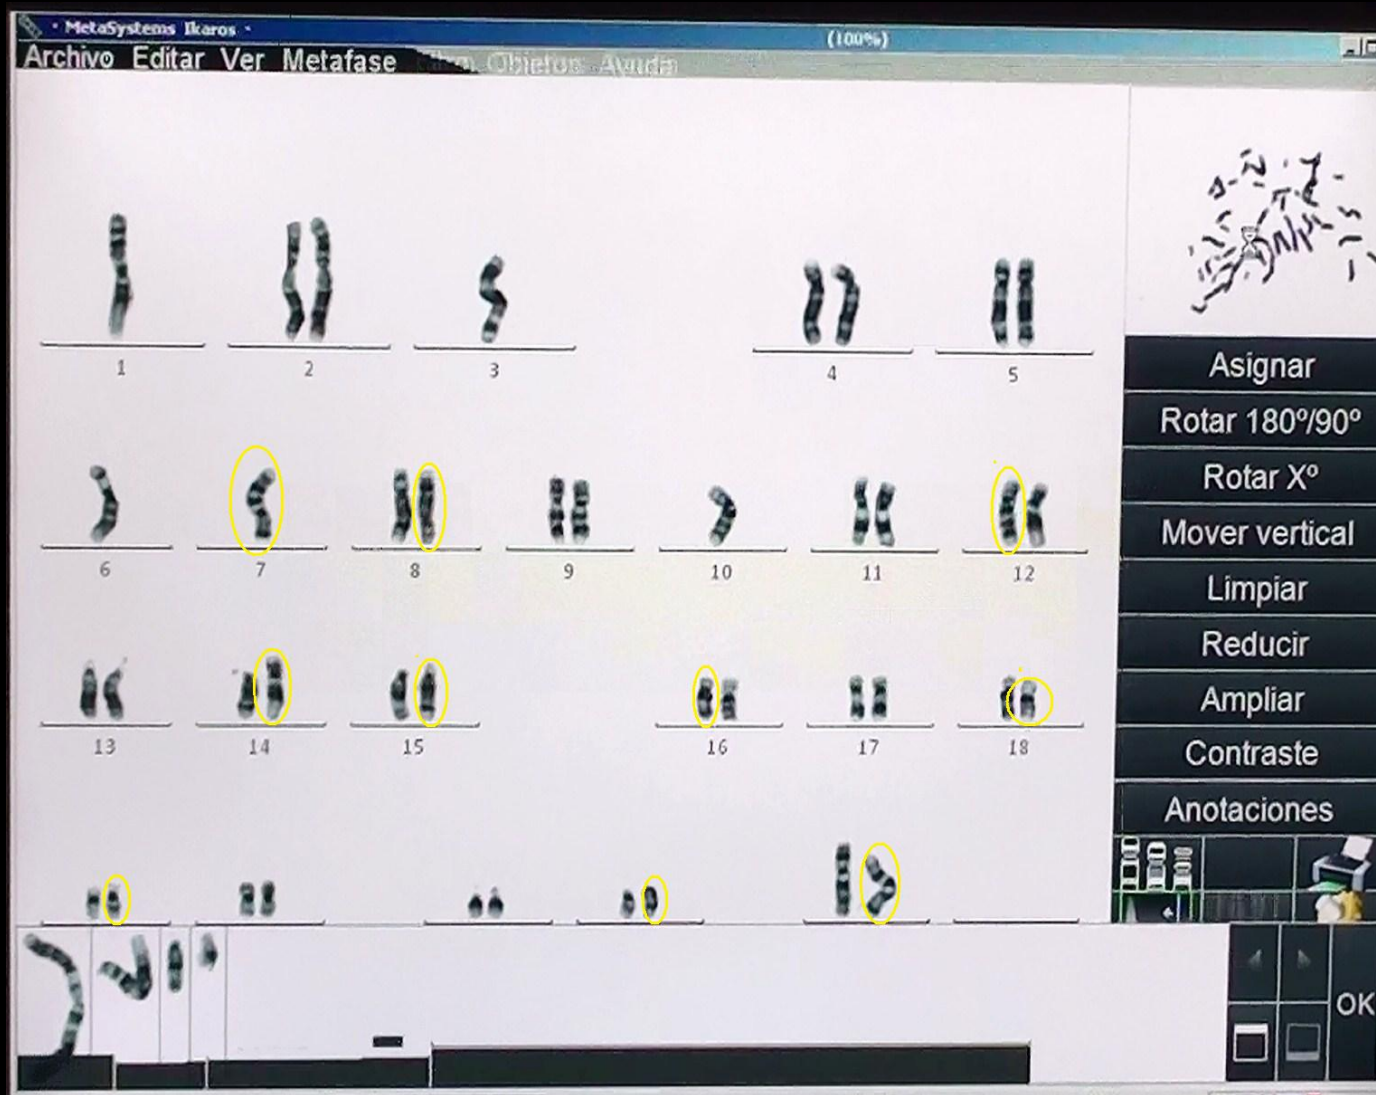 · MetaSystems Ikaros ·
(100%)
Archivo Editar Ver Metafase Objetos Ayuda
1 2 3 4 5
6 7 8 9 10 11 12
13 14 15 16 17 18
Asignar
Rotar 180º/90º
Rotar Xº
Mover vertical
Limpiar
Reducir
Ampliar
Contraste
Anotaciones
OK